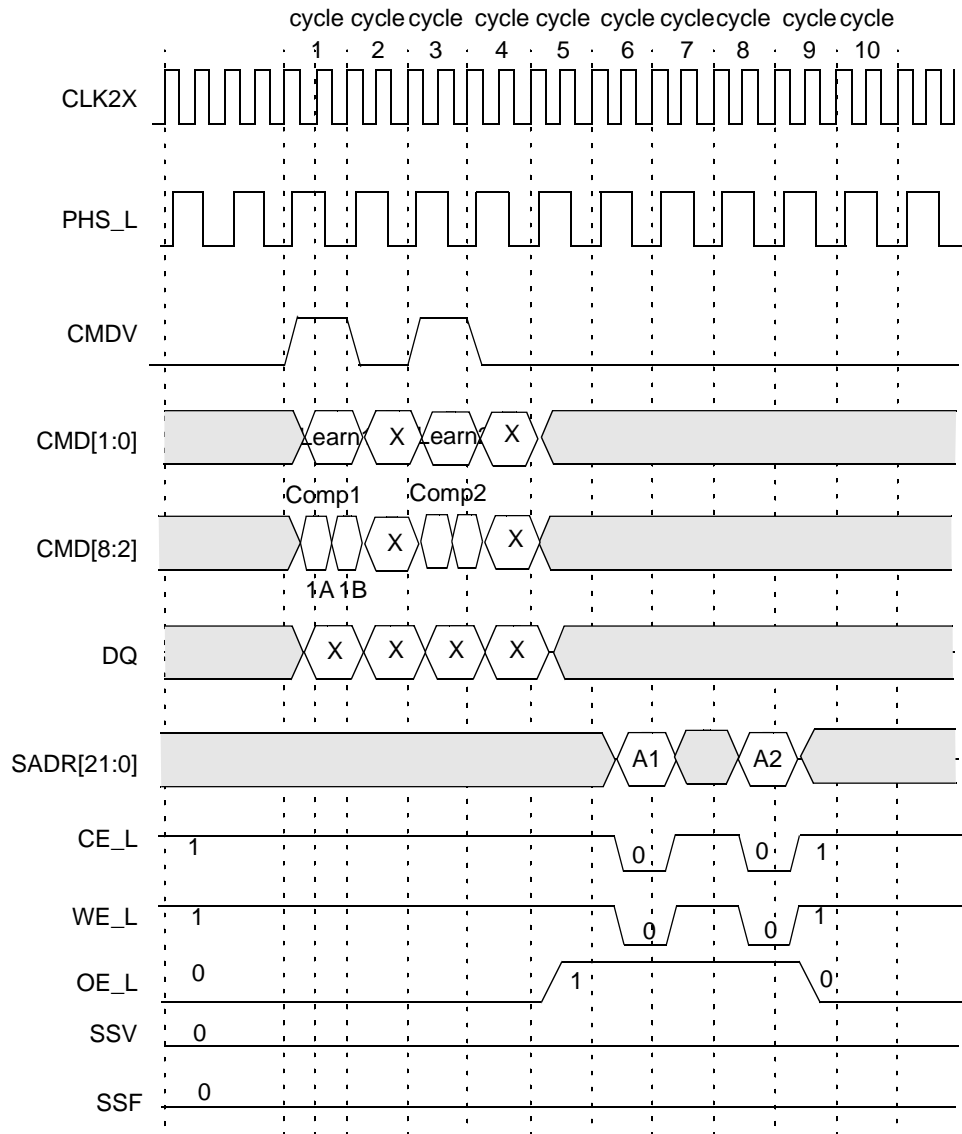 cycle cycle cycle cycle cycle cycle cycle cycle cycle cycle
1 2 3 4 5 6 7 8 9 10
CLK2X
PHS_L
CMDV
CMD[1:0] Learn1 X Learn2 X
Comp1 Comp2
CMD[8:2] X X
1A 1B
DQ X X X X
SADR[21:0] A1 A2
CE_L 1 0 0 1
WE_L 1 0 0 1
OE_L 0 1 0
SSV 0
SSF 0